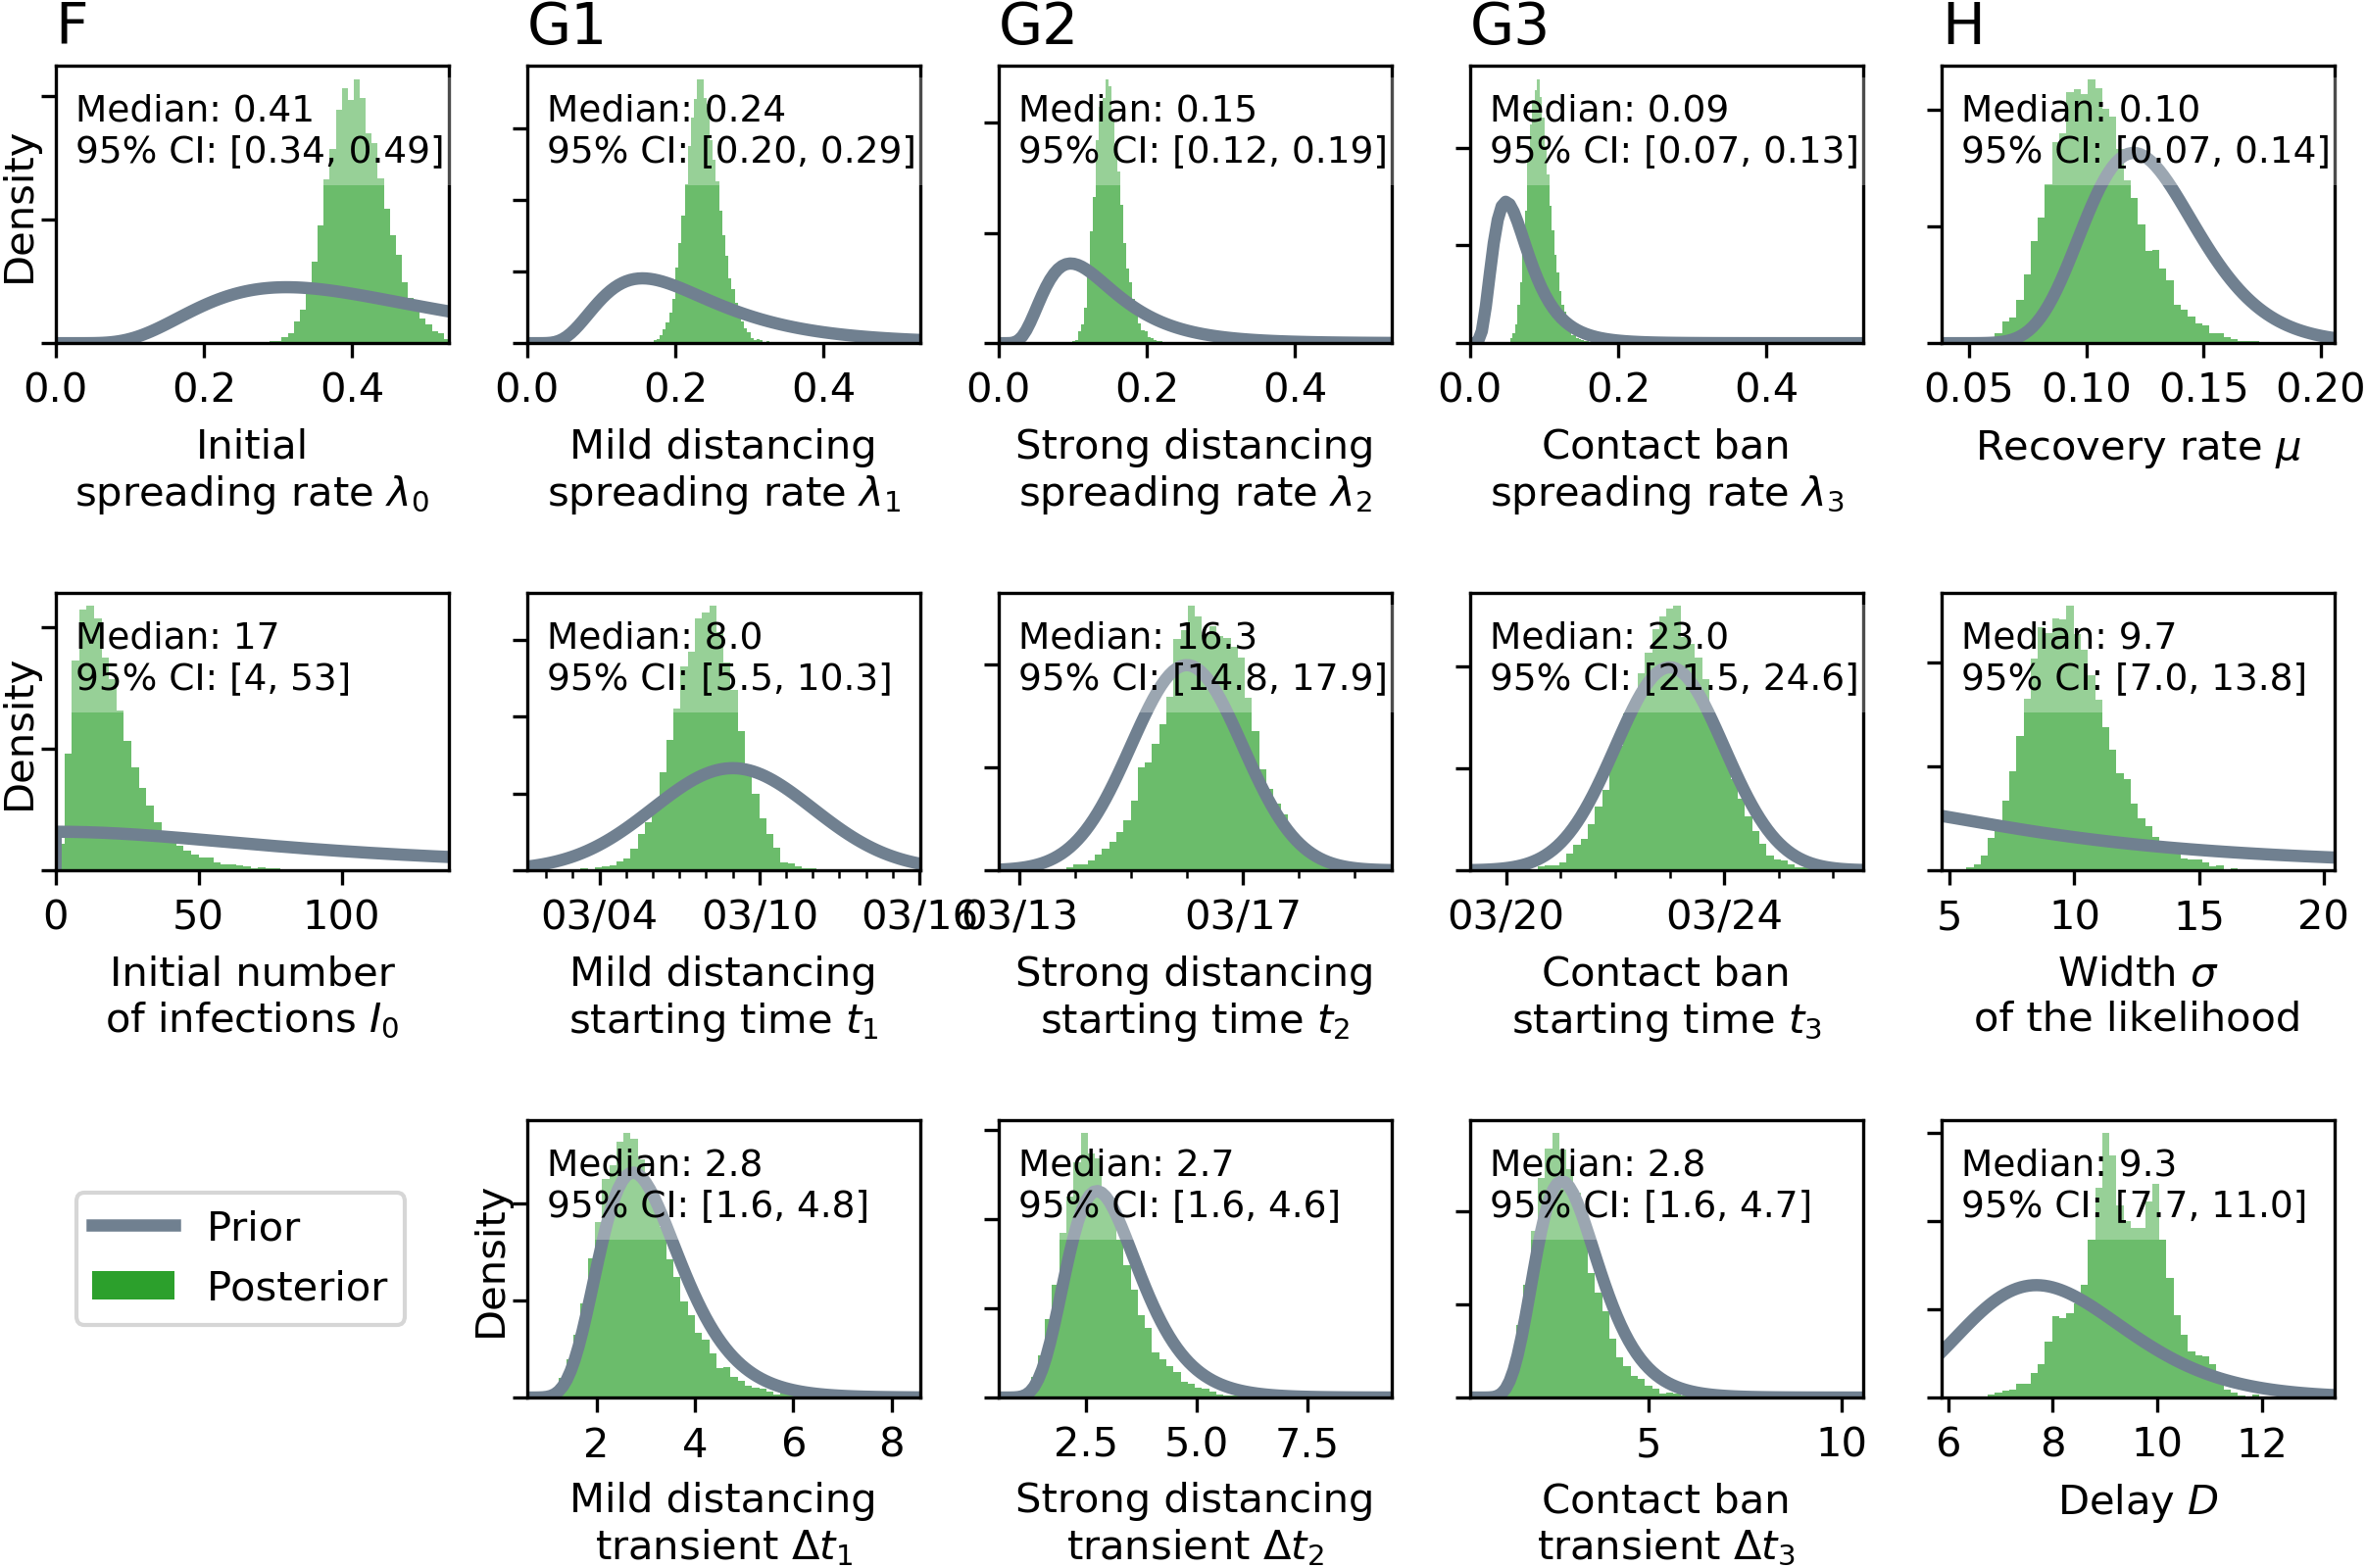 F
G1
G2
G3
H
Density
Median: 0.41
95% CI: [0.34, 0.49]
0.0 0.2 0.4
Initial
spreading rate λ0
Median: 0.24
95% CI: [0.20, 0.29]
0.0 0.2 0.4
Mild distancing
spreading rate λ1
Median: 0.15
95% CI: [0.12, 0.19]
0.0 0.2 0.4
Strong distancing
spreading rate λ2
Median: 0.09
95% CI: [0.07, 0.13]
0.0 0.2 0.4
Contact ban
spreading rate λ3
Median: 0.10
95% CI: [0.07, 0.14]
0.05 0.10 0.15 0.20
Recovery rate μ
Density
Median: 17
95% CI: [4, 53]
0 50 100
Initial number
of infections I0
Median: 8.0
95% CI: [5.5, 10.3]
03/04 03/10 03/16
Mild distancing
starting time t1
Median: 16.3
95% CI: [14.8, 17.9]
03/13 03/17
Strong distancing
starting time t2
Median: 23.0
95% CI: [21.5, 24.6]
03/20 03/24
Contact ban
starting time t3
Median: 9.7
95% CI: [7.0, 13.8]
5 10 15 20
Width σ
of the likelihood
Prior
Posterior
Density
Median: 2.8
95% CI: [1.6, 4.8]
2 4 6 8
Mild distancing
transient Δt1
Median: 2.7
95% CI: [1.6, 4.6]
2.5 5.0 7.5
Strong distancing
transient Δt2
Median: 2.8
95% CI: [1.6, 4.7]
5 10
Contact ban
transient Δt3
Median: 9.3
95% CI: [7.7, 11.0]
6 8 10 12
Delay D